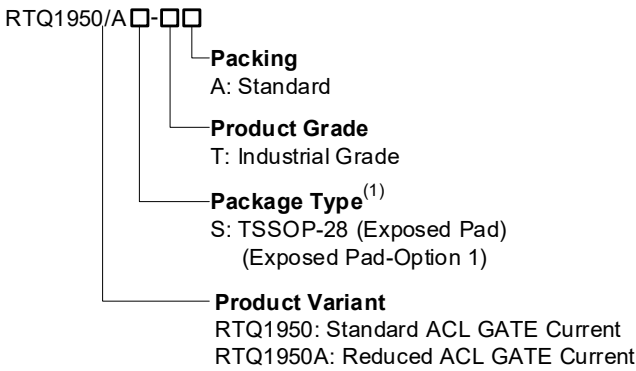 RTQ1950/A□-□□
Packing
A: Standard
Product Grade
T: Industrial Grade
Package Type(1)
S: TSSOP-28 (Exposed Pad)
(Exposed Pad-Option 1)
Product Variant
RTQ1950: Standard ACL GATE Current
RTQ1950A: Reduced ACL GATE Current